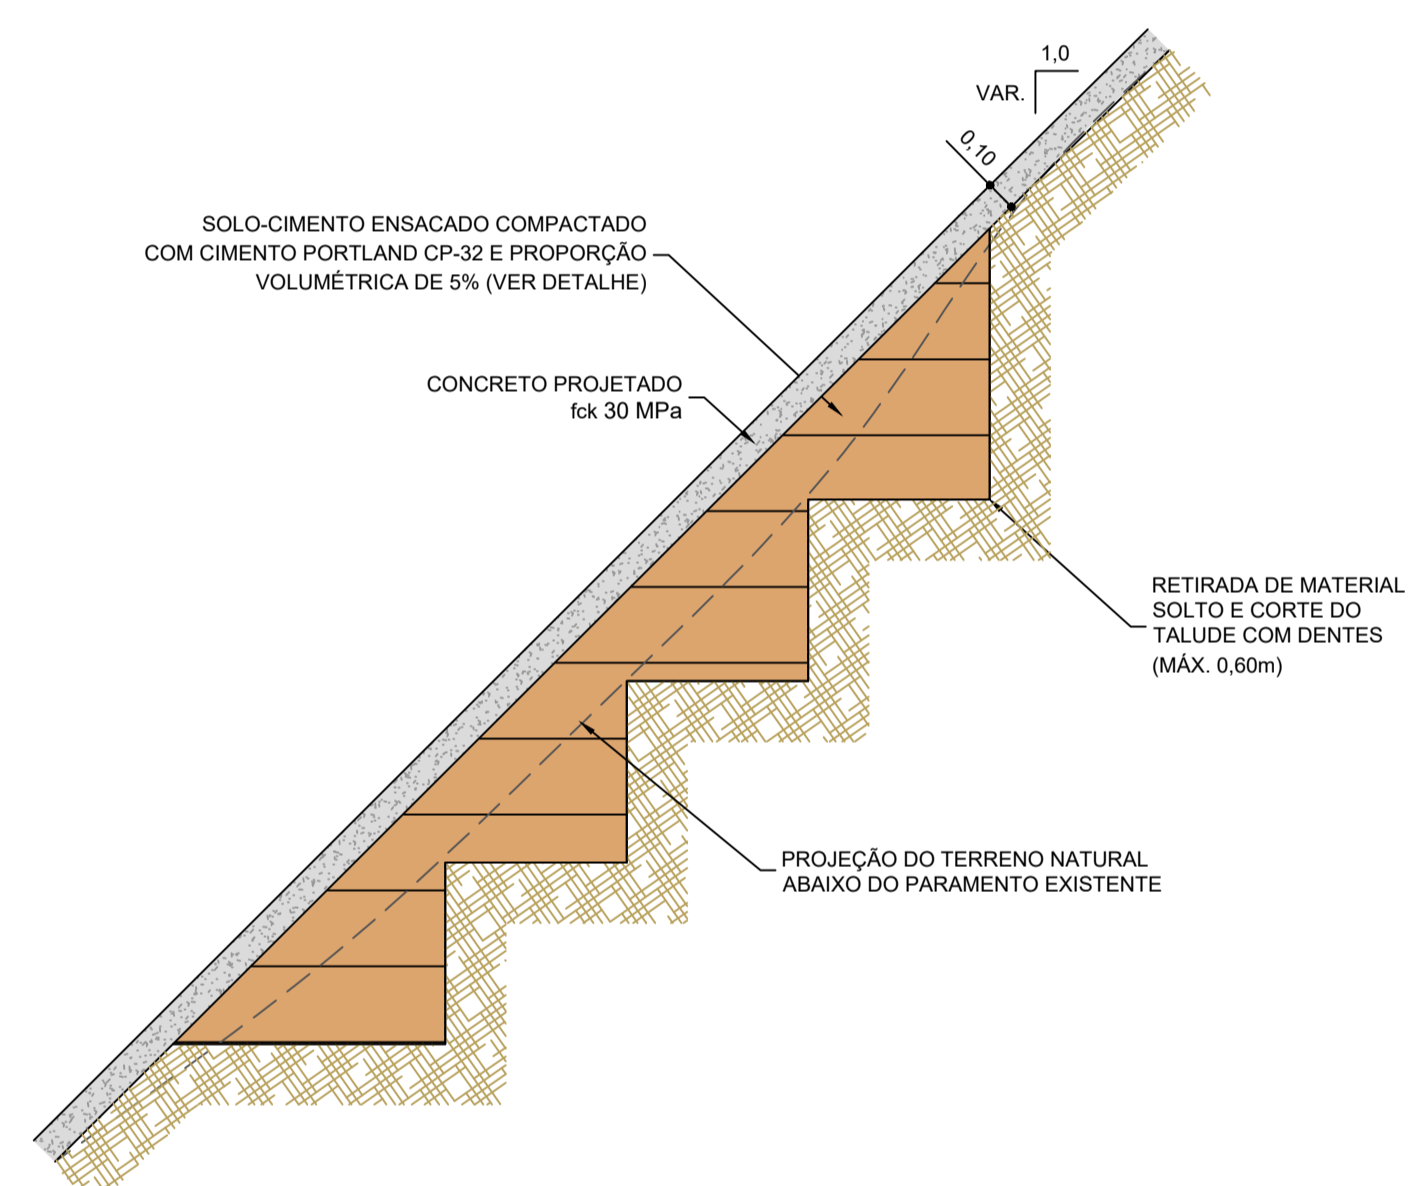 1,0
VAR.
0,10
SOLO-CIMENTO ENSACADO COMPACTADO
COM CIMENTO PORTLAND CP-32 E PROPORÇÃO
VOLUMÉTRICA DE 5% (VER DETALHE)
CONCRETO PROJETADO
fck 30 MPa
RETIRADA DE MATERIAL
SOLTO E CORTE DO
TALUDE COM DENTES
(MÁX. 0,60m)
PROJEÇÃO DO TERRENO NATURAL
ABAIXO DO PARAMENTO EXISTENTE